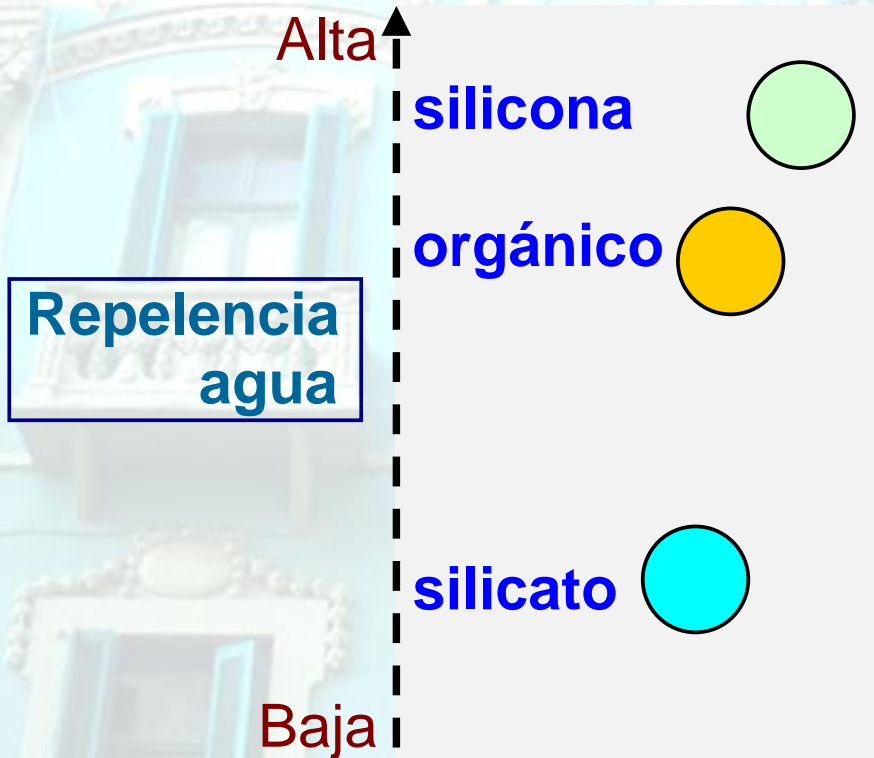 Alta
silicona
orgánico
Repelencia
agua
silicato
Baja